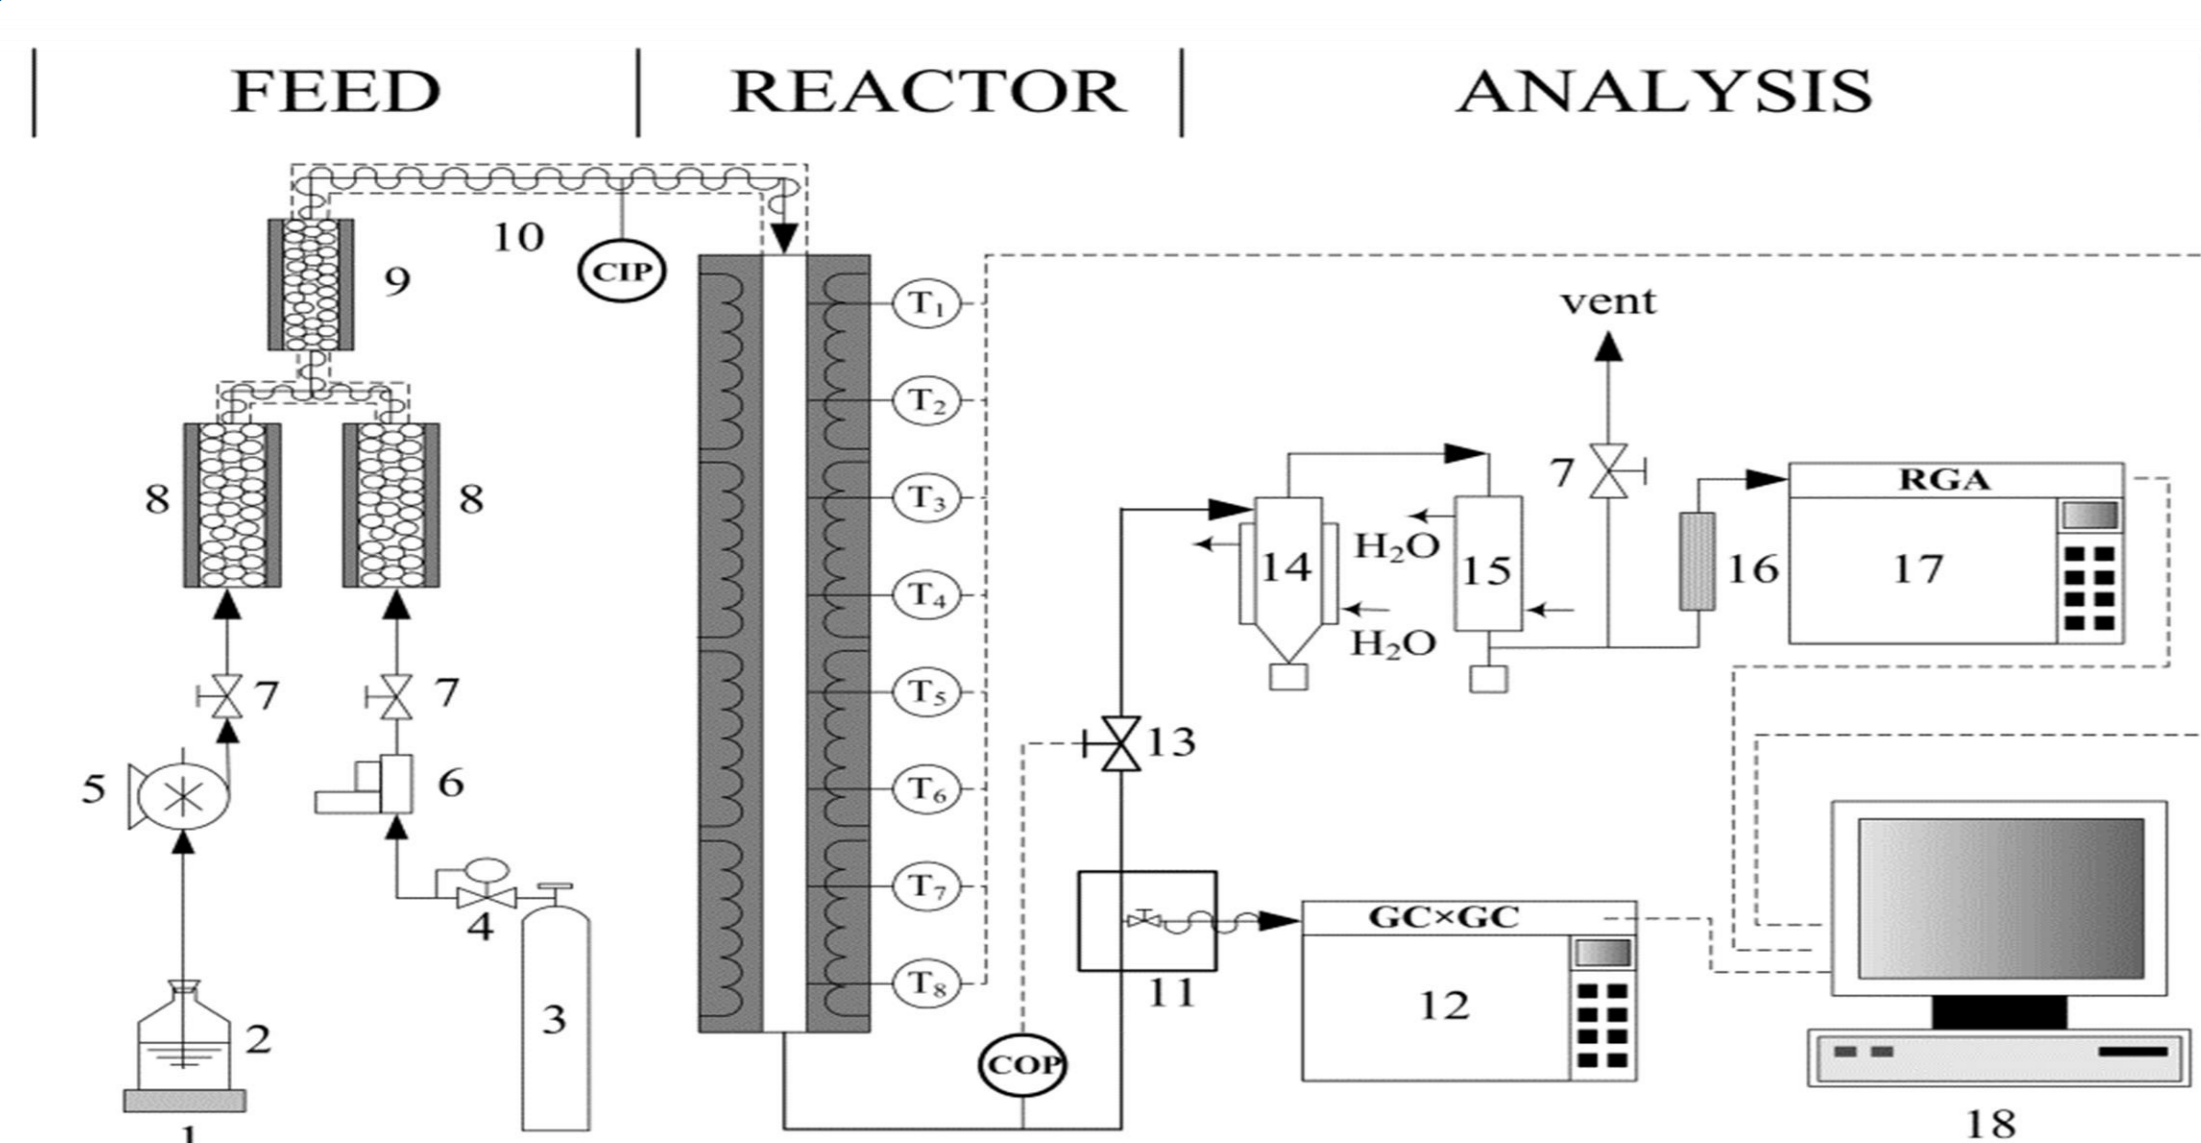 FEED
REACTOR
ANALYSIS
10
CIP
9
8
8
7
7
5
6
4
3
2
1
T1
T2
T3
T4
T5
T6
T7
T8
COP
13
11
GC×GC
12
vent
7
14
H2O
H2O
15
16
RGA
17
18